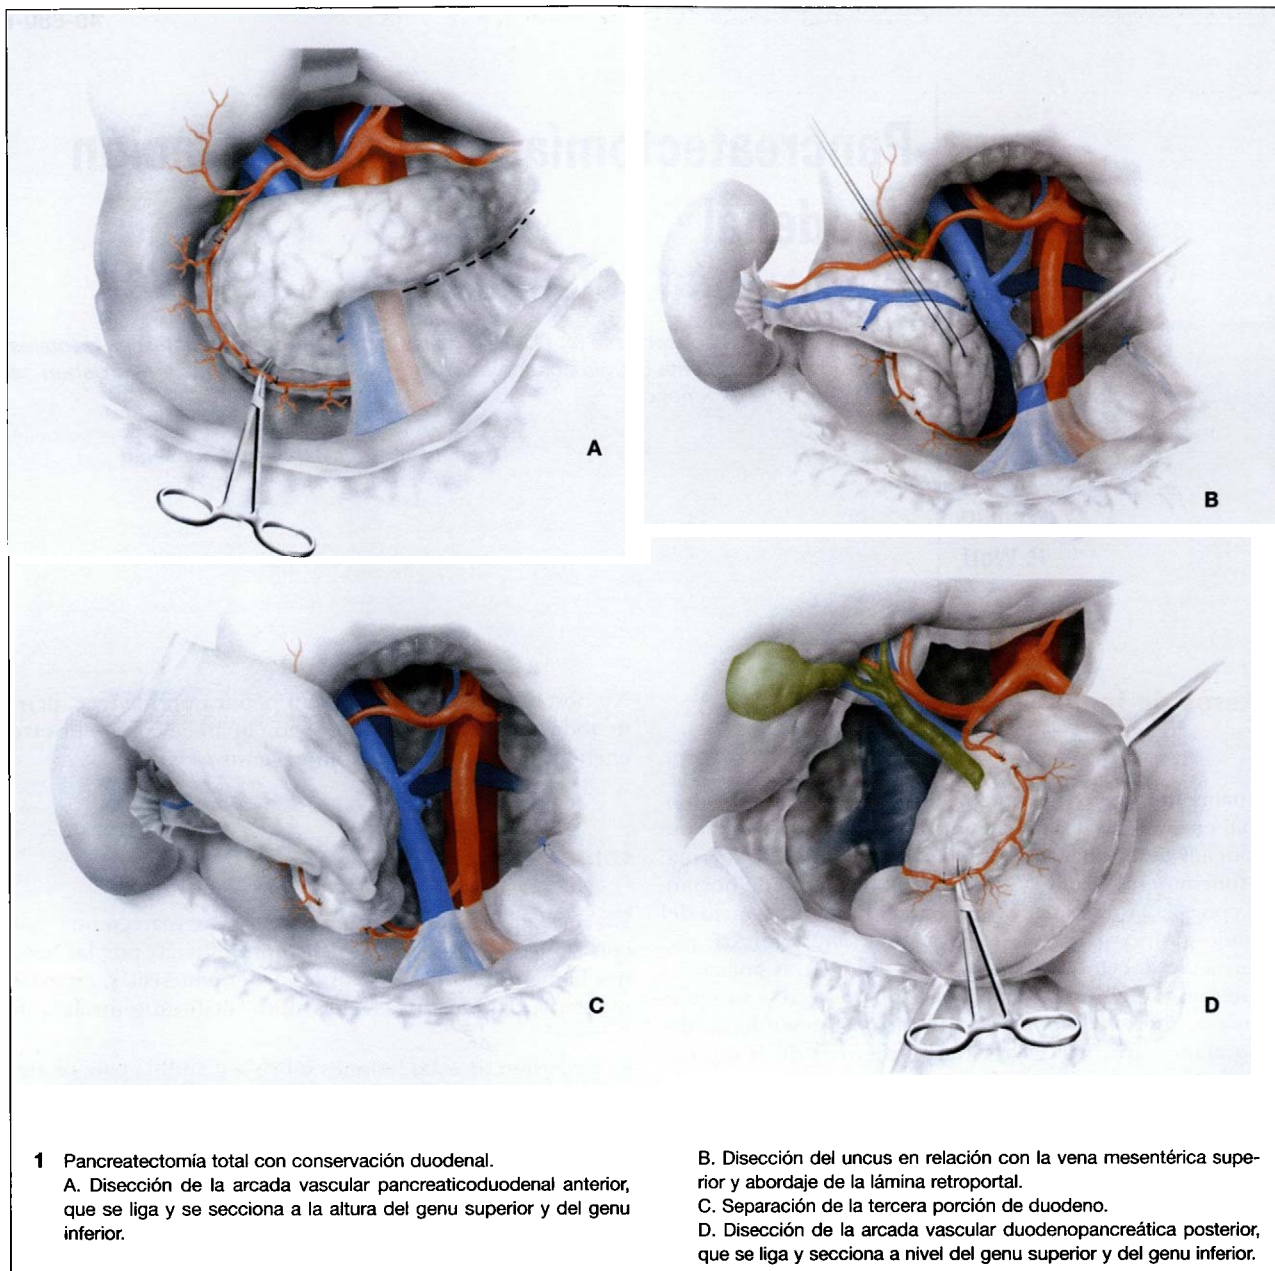 A
B
C
D
1 Pancreatectomía total con conservación duodenal.
A. Disección de la arcada vascular pancreaticoduodenal anterior,
que se liga y se secciona a la altura del genu superior y del genu
inferior.
B. Disección del uncus en relación con la vena mesentérica supe-
rior y abordaje de la lámina retroportal.
C. Separación de la tercera porción de duodeno.
D. Disección de la arcada vascular duodenopancreática posterior,
que se liga y secciona a nivel del genu superior y del genu inferior.